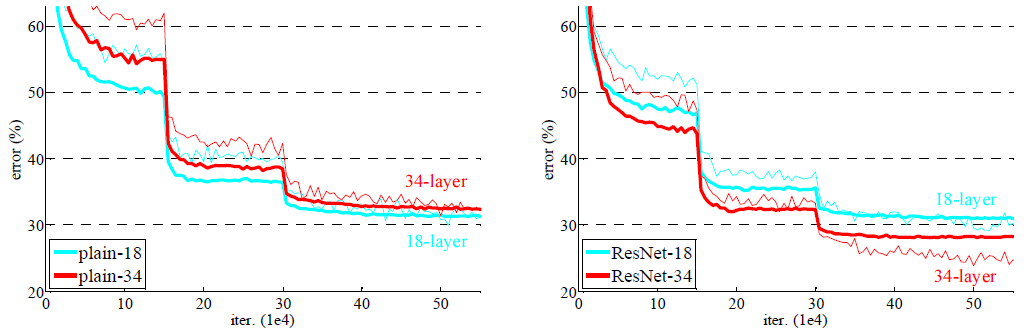 60
50
40
30
20
error (%)
34-layer
18-layer
plain-18
plain-34
0
10
20
30
40
50
iter. (1e4)
60
50
40
30
20
error (%)
18-layer
34-layer
ResNet-18
ResNet-34
0
10
20
30
40
50
iter. (1e4)